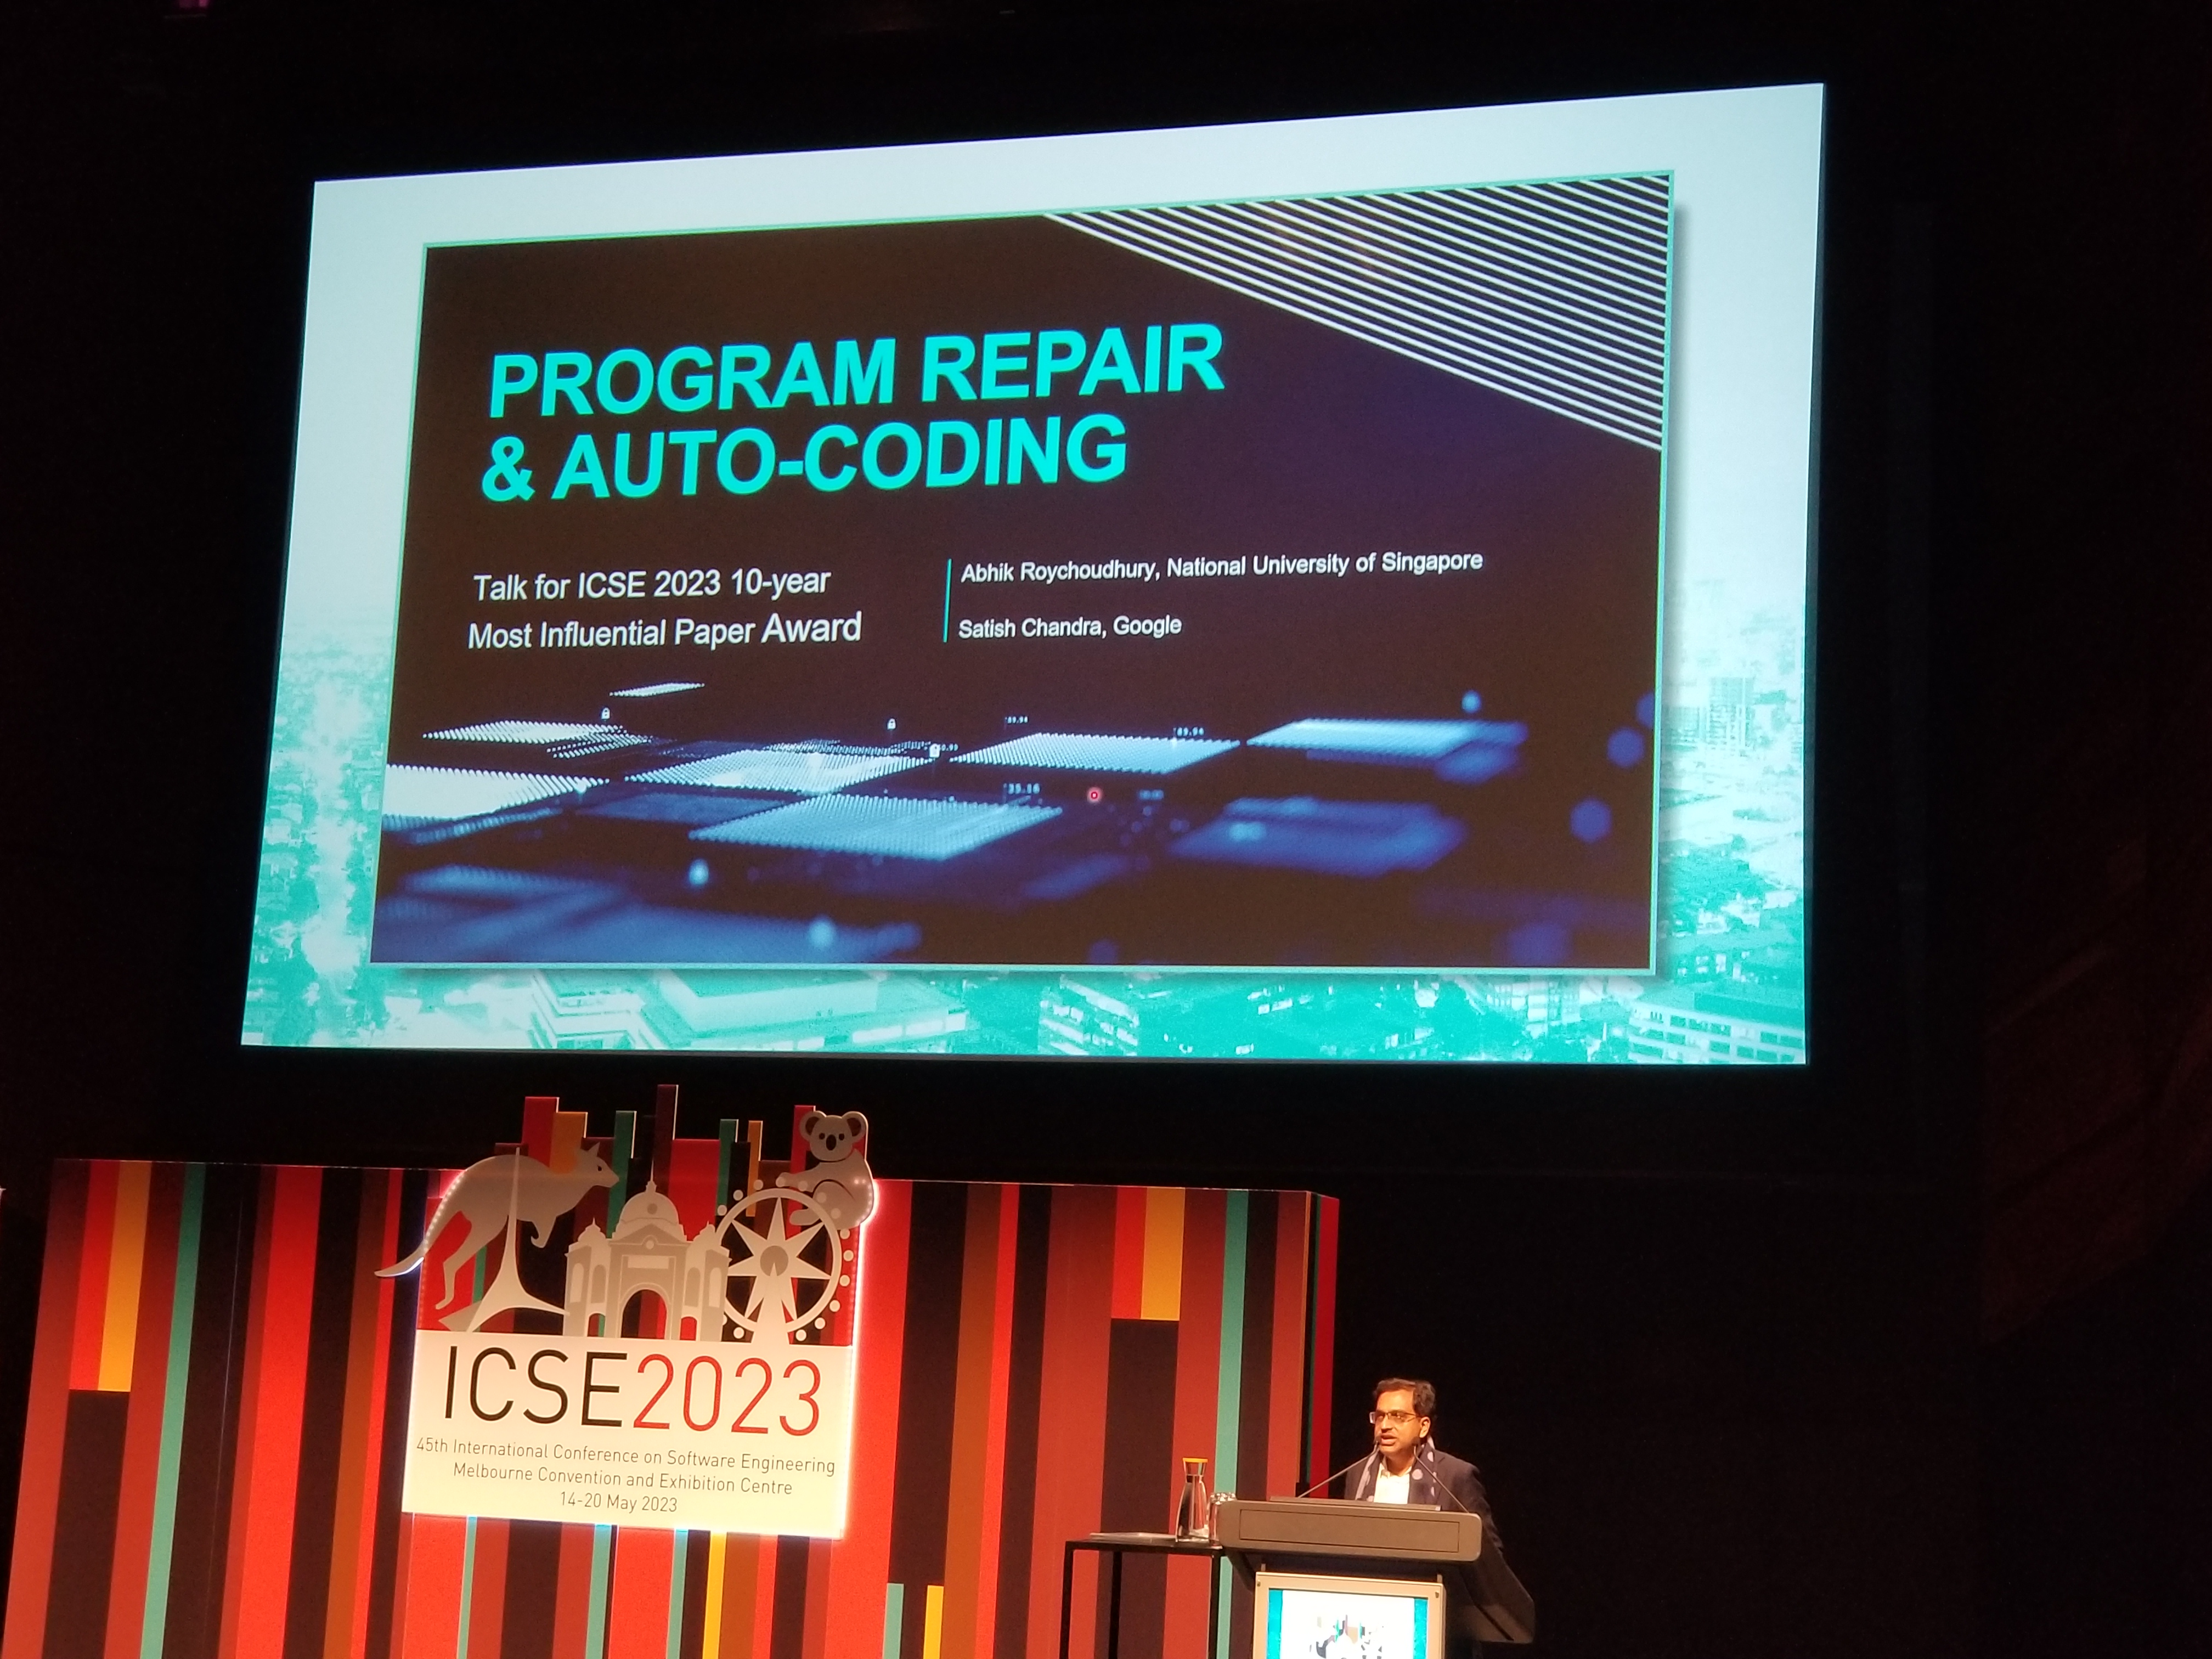 PROGRAM REPAIR
& AUTO-CODING
Talk for ICSE 2023 10-year
Most Influential Paper Award
Abhik Roychoudhury, National University of Singapore
Satish Chandra, Google
ICSE2023
45th International Conference on Software Engineering
Melbourne Convention and Exhibition Centre
14-20 May 2023